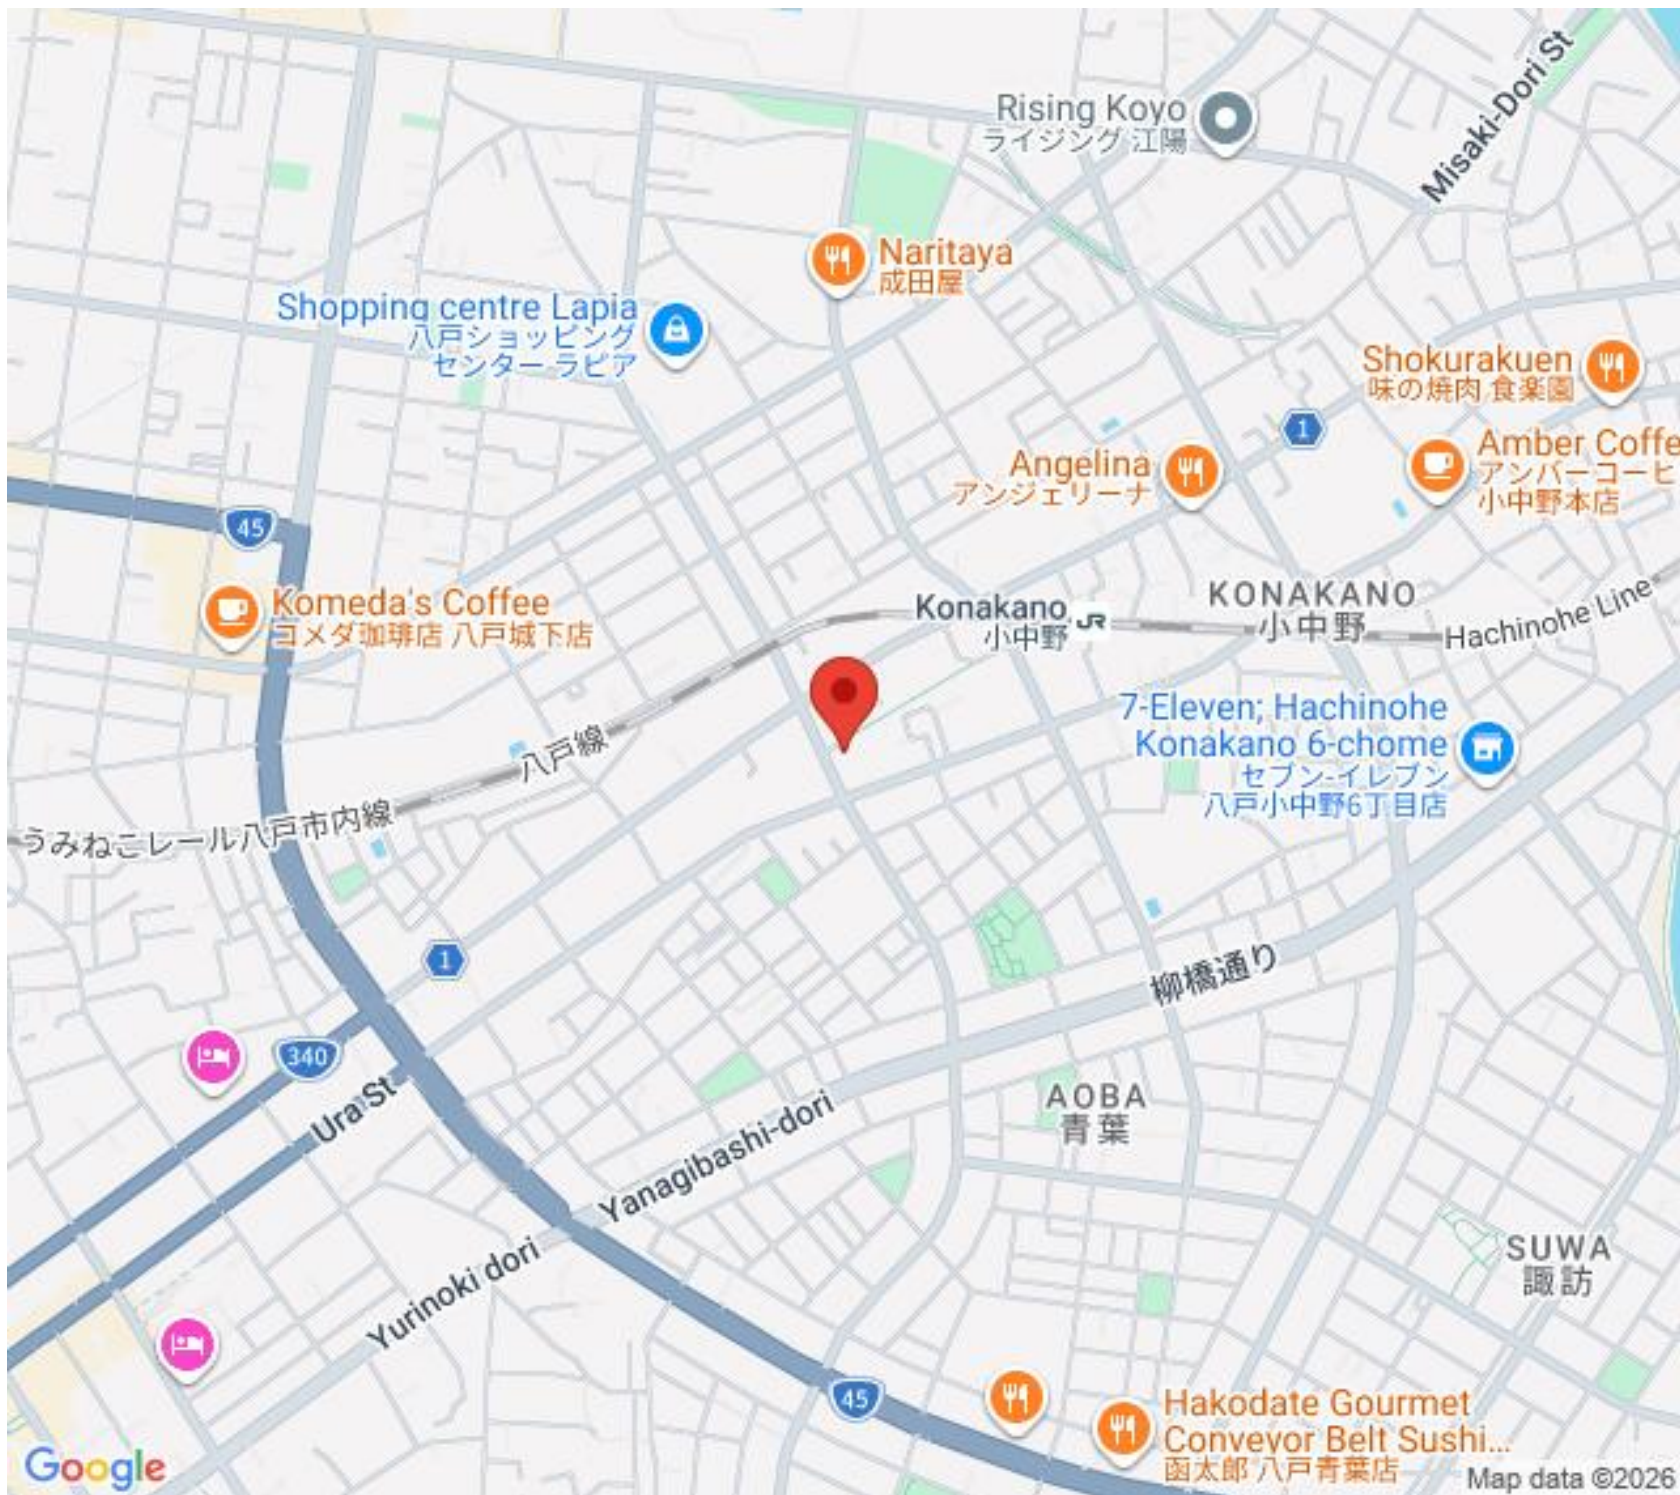 Misaki-Dori St
Rising Koyo
ライジング 江陽
Naritaya
成田屋
Shopping centre Lapia
八戸ショッピング
センター ラピア
Shokurakuen
味の焼肉 食楽園
1
Amber Coffe
アンバーコーヒ
小中野本店
Angelina
アンジェリーナ
45
Komeda's Coffee
コメダ珈琲店 八戸城下店
Konakano
小中野
JR
KONAKANO
小中野
Hachinohe Line
7-Eleven; Hachinohe
Konakano 6-chome
セブン-イレブン
八戸小中野6丁目店
八戸線
うみねこレール八戸市内線
1
柳橋通り
340
Ura St
AOBA
青葉
Yanagibashi-dori
Yurinoki dori
SUWA
諏訪
45
Hakodate Gourmet
Conveyor Belt Sushi...
函太郎 八戸青葉店
Google
Map data ©2026